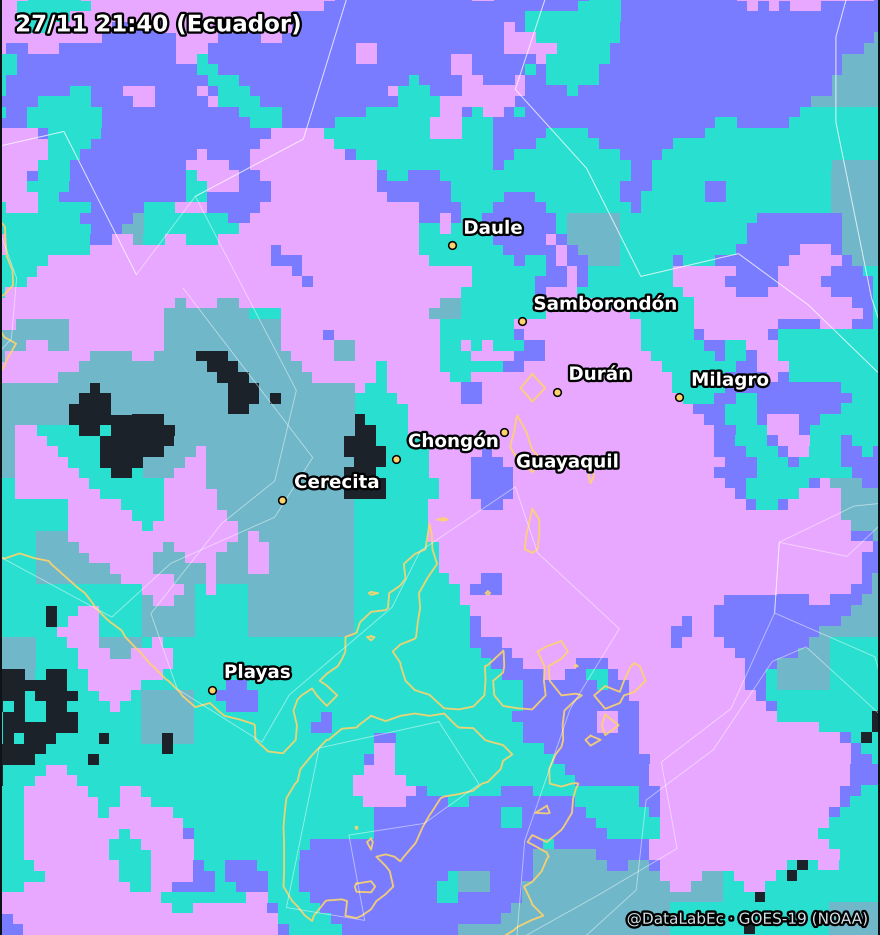 27/11 21:40 (Ecuador)
Daule
Samborondón
Durán
Milagro
Chongón
Guayaquil
Cerecita
Playas
@DataLabEc · GOES-19 (NOAA)